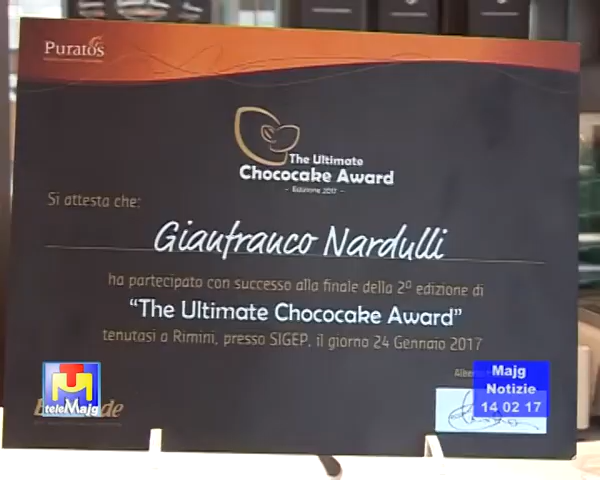 Puratos
The Ultimate
Chococake Award
- Edizione 2017 -
Si attesta che:
Gianfranco Nardulli
ha partecipato con successo alla finale della 2º edizione di
"The Ultimate Chococake Award"
tenutasi a Rimini, presso SIGEP, il giorno 24 Gennaio 2017
teleMajg
Majg
Notizie
14 02 17